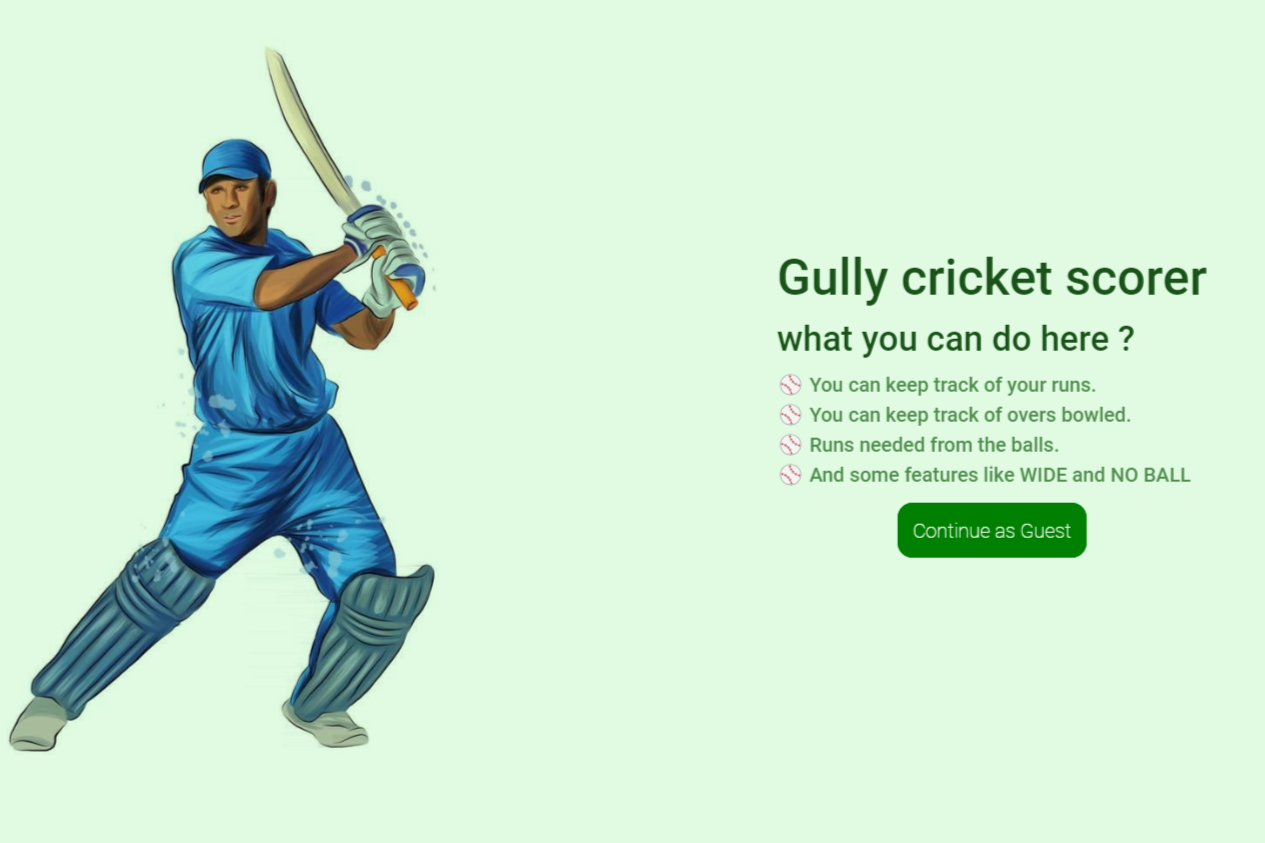 Gully cricket scorer
what you can do here ?
You can keep track of your runs.
You can keep track of overs bowled.
Runs needed from the balls.
And some features like WIDE and NO BALL
Continue as Guest